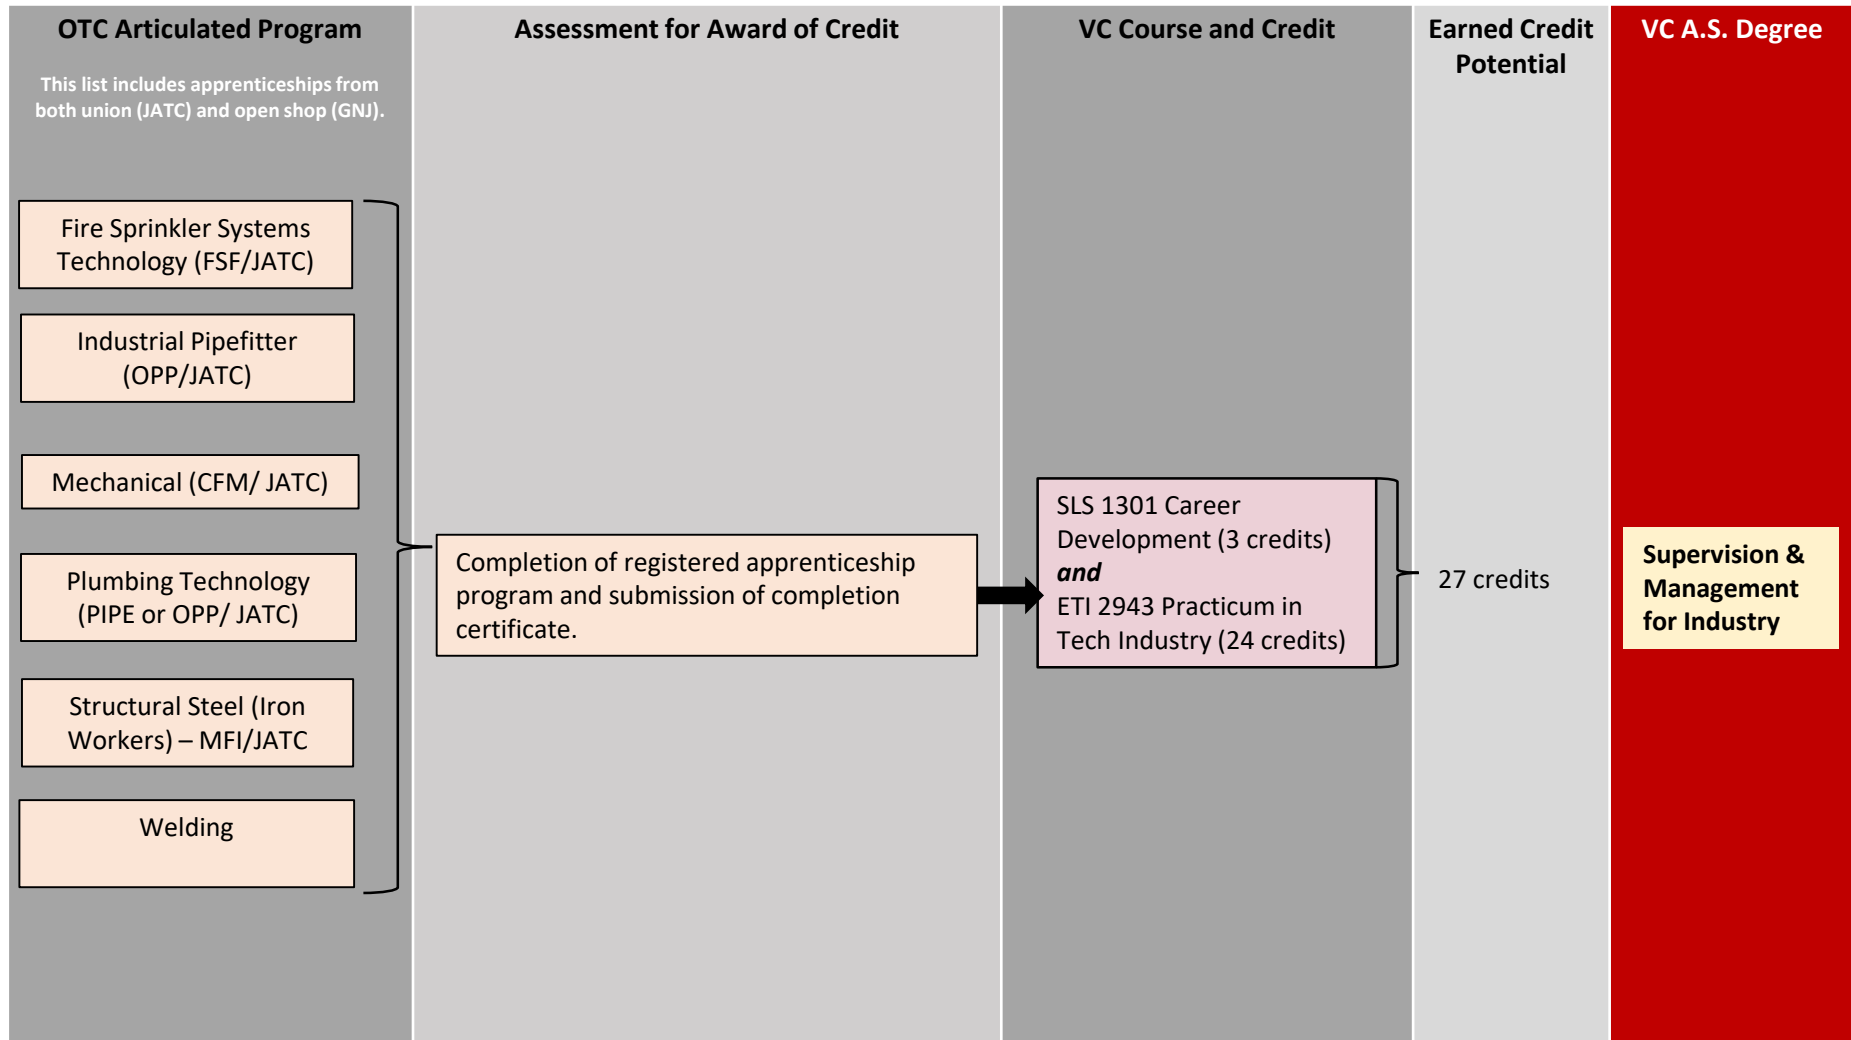 OTC Articulated Program
This list includes apprenticeships from
both union (JATC) and open shop (GNJ).
Fire Sprinkler Systems
Technology (FSF/JATC)
Industrial Pipefitter
(OPP/JATC)
Mechanical (CFM/ JATC)
Plumbing Technology
(PIPE or OPP/ JATC)
Structural Steel (Iron
Workers) – MFI/JATC
Welding
Assessment for Award of Credit
Completion of registered apprenticeship
program and submission of completion
certificate.
VC Course and Credit
SLS 1301 Career
Development (3 credits)
and
ETI 2943 Practicum in
Tech Industry (24 credits)
Earned Credit
Potential
27 credits
VC A.S. Degree
Supervision &
Management
for Industry